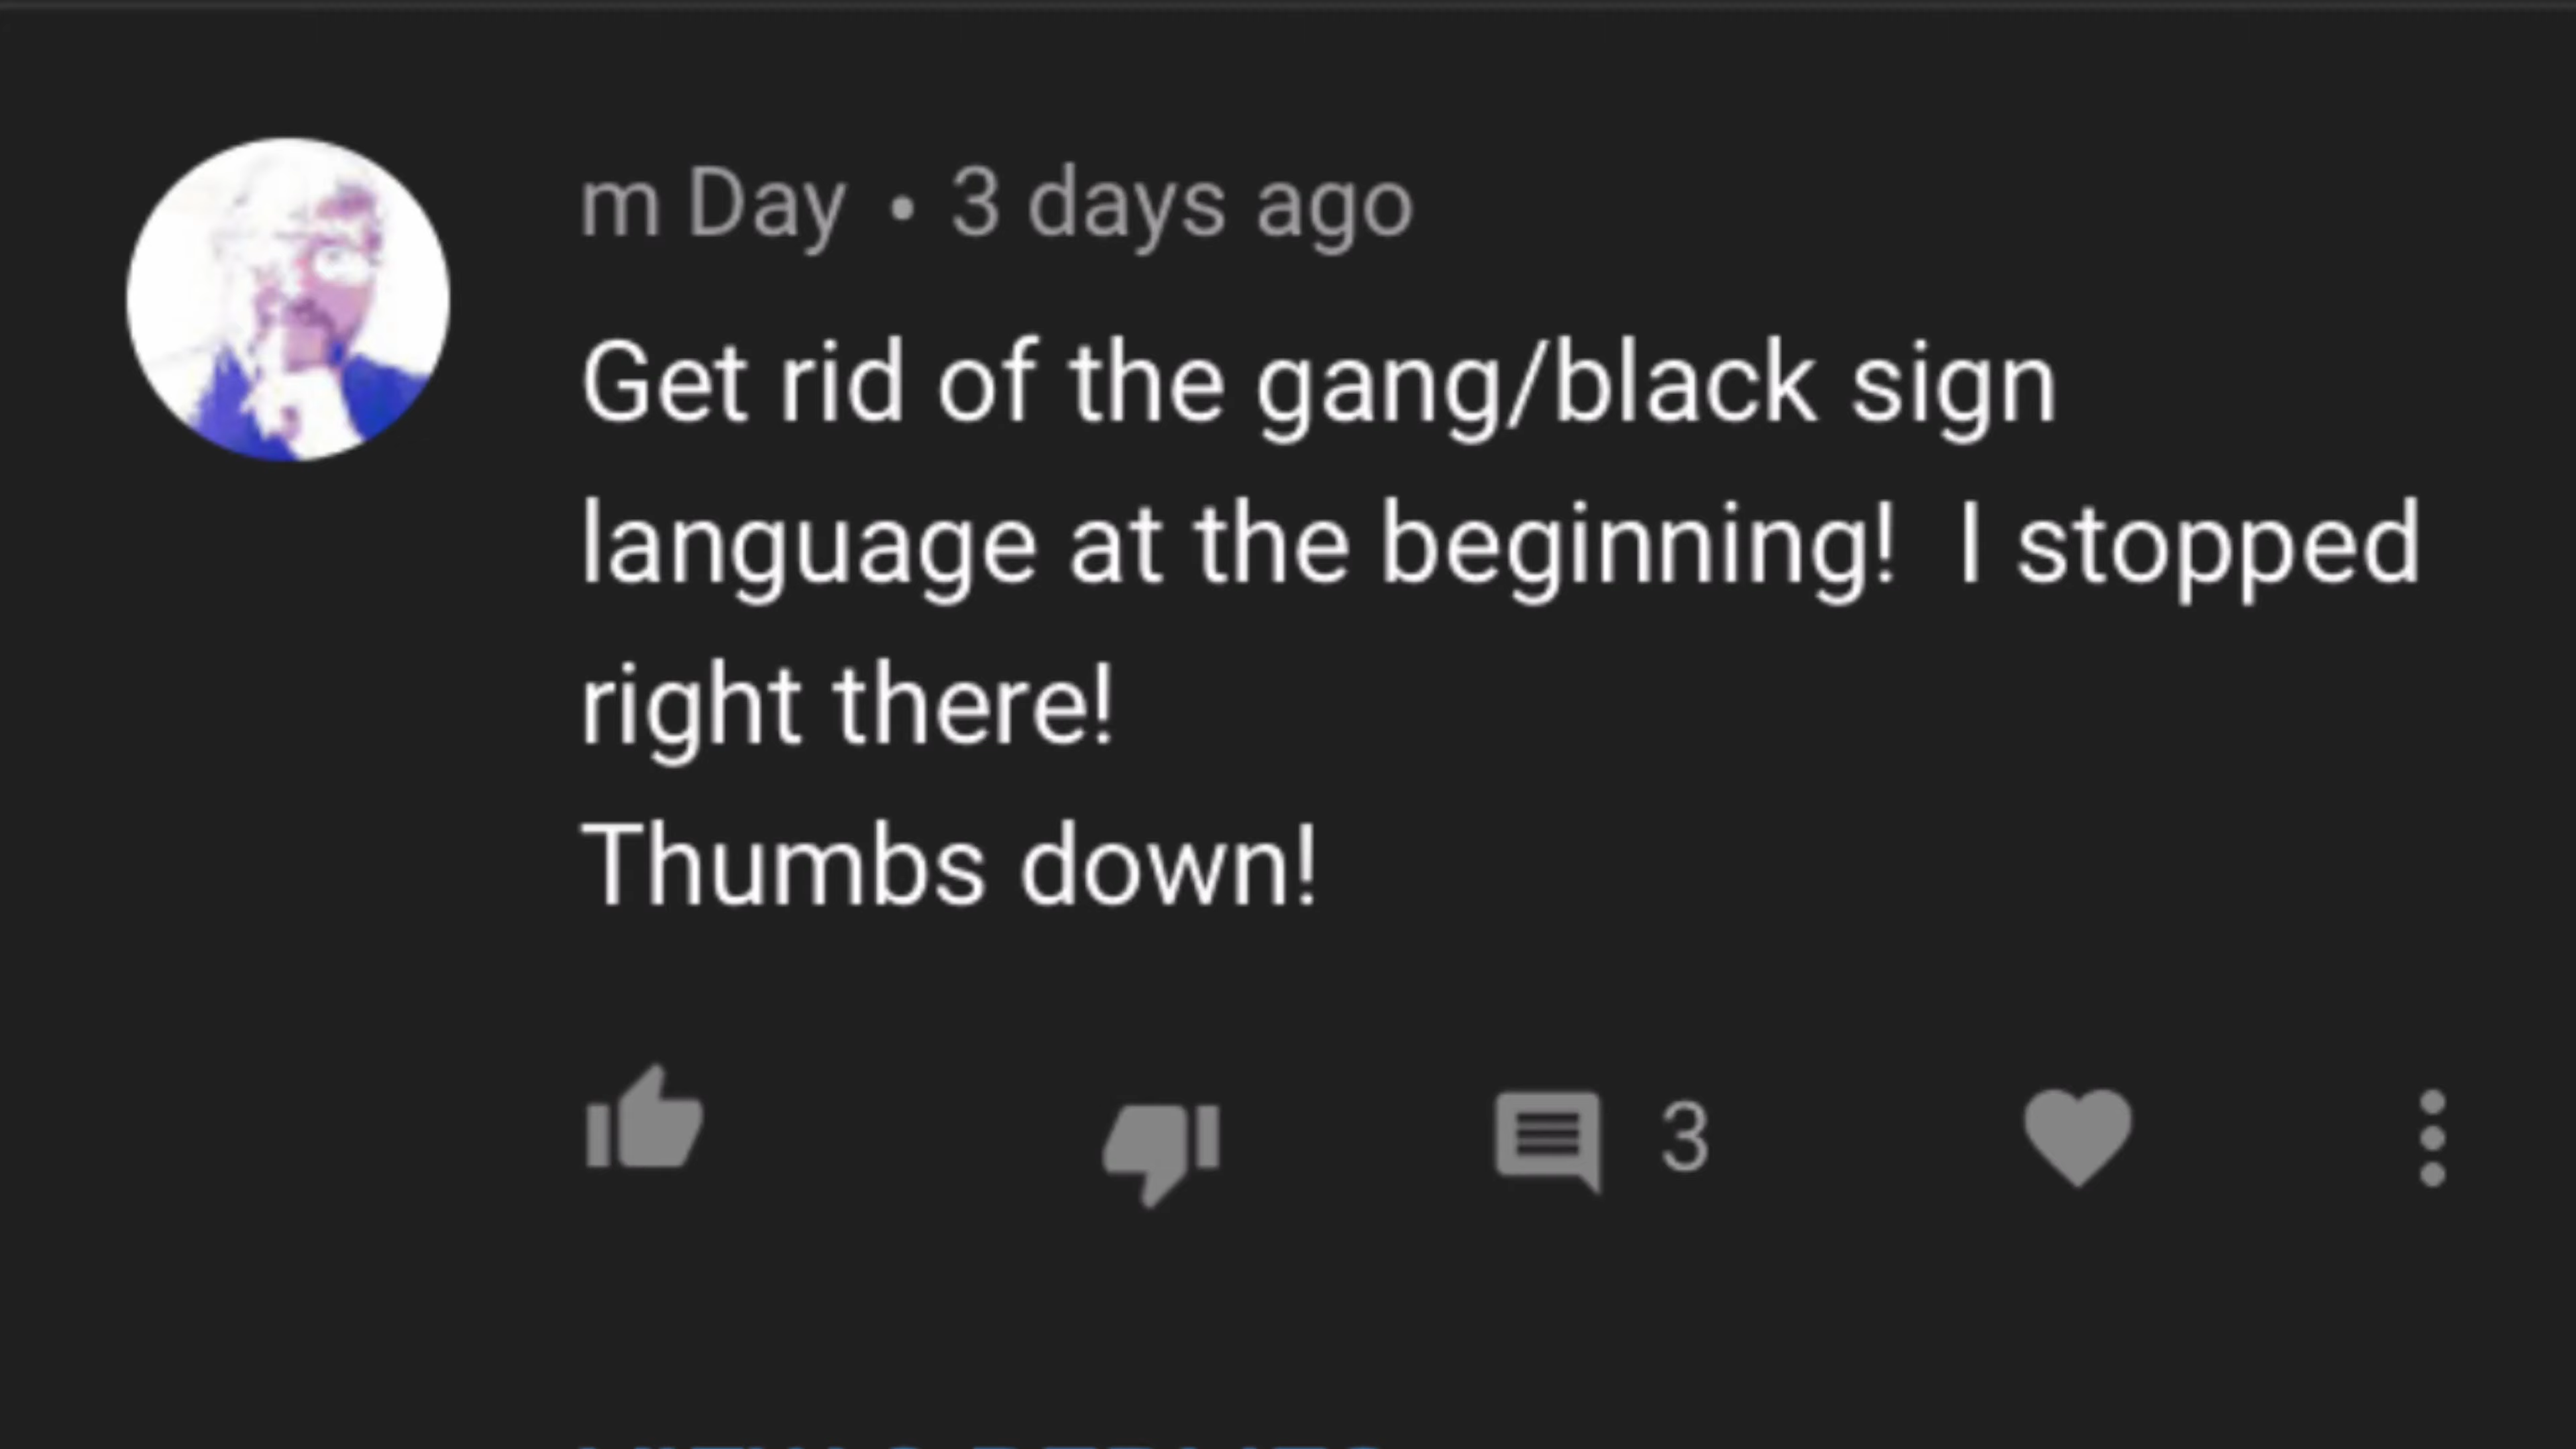 m Day • 3 days ago
Get rid of the gang/black sign
language at the beginning!  I stopped
right there!
Thumbs down!
3